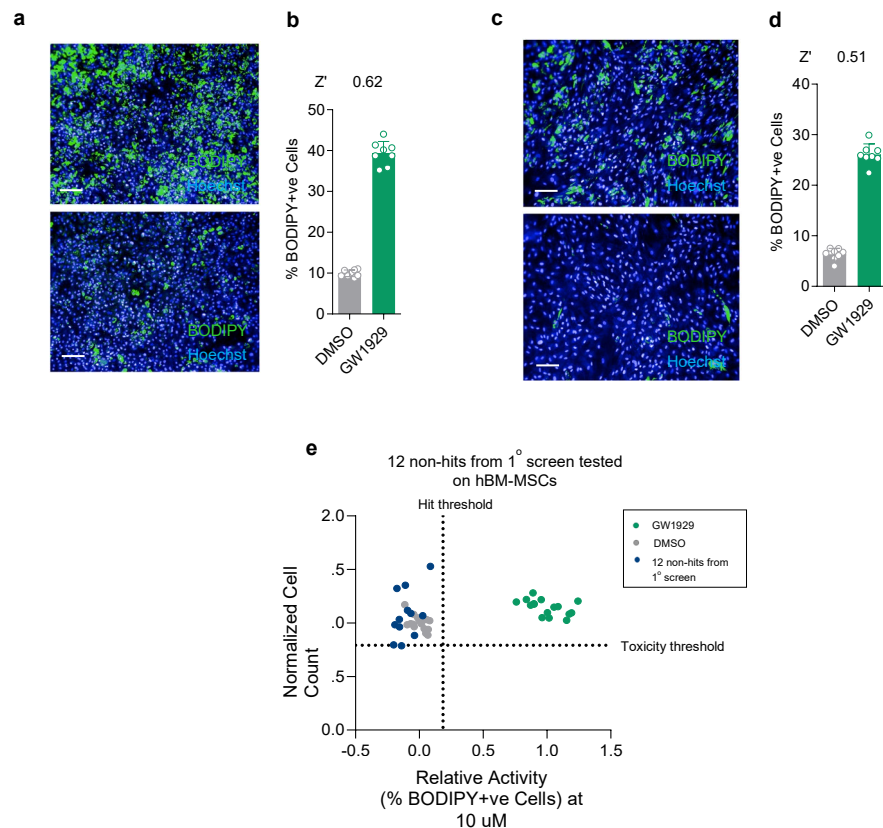 a
BODIPY
Hoechst
BODIPY
Hoechst
b
Z' 0.62
% BODIPY+ve Cells
50
40
30
20
10
0
DMSO
GW1929
c
BODIPY
Hoechst
BODIPY
Hoechst
d
Z' 0.51
% BODIPY+ve Cells
40
30
20
10
0
DMSO
GW1929
e
12 non-hits from 1° screen tested
on hBM-MSCs
Hit threshold
Normalized Cell
Count
2.0
.5
.0
.5
0.0
Toxicity threshold
-0.5
0.0
0.5
1.0
1.5
Relative Activity
(% BODIPY+ve Cells) at
10 uM
GW1929
DMSO
12 non-hits from
1° screen